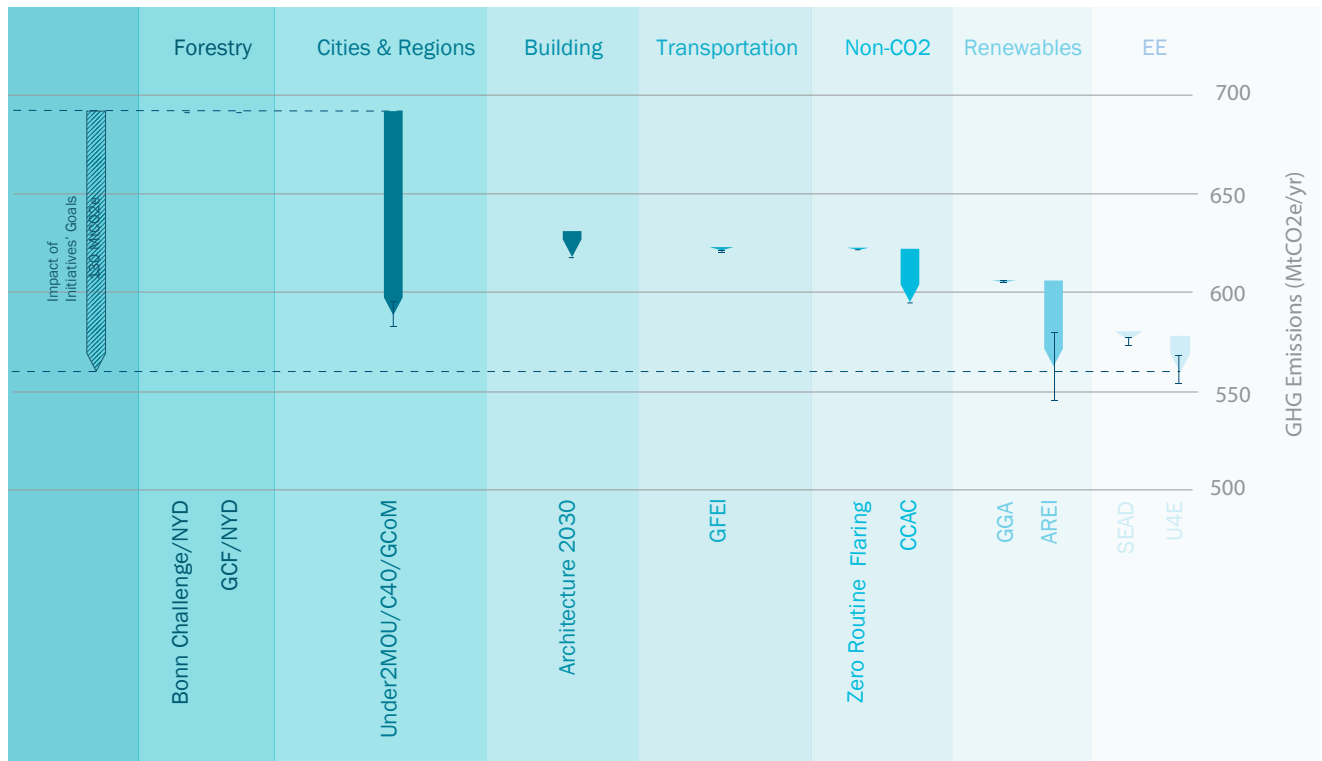 Forestry
Cities & Regions
Building
Transportation
Non-CO2
Renewables
EE
700
650
600
550
500
GHG Emissions (MtCO2e/yr)
Impact of
Initiatives' Goals
130 MtCO2e
Bonn Challenge/NYD
GCF/NYD
Under2MOU/C40/GCoM
Architecture 2030
GFEI
Zero Routine Flaring
CCAC
GGA
AREI
SEAD
U4E